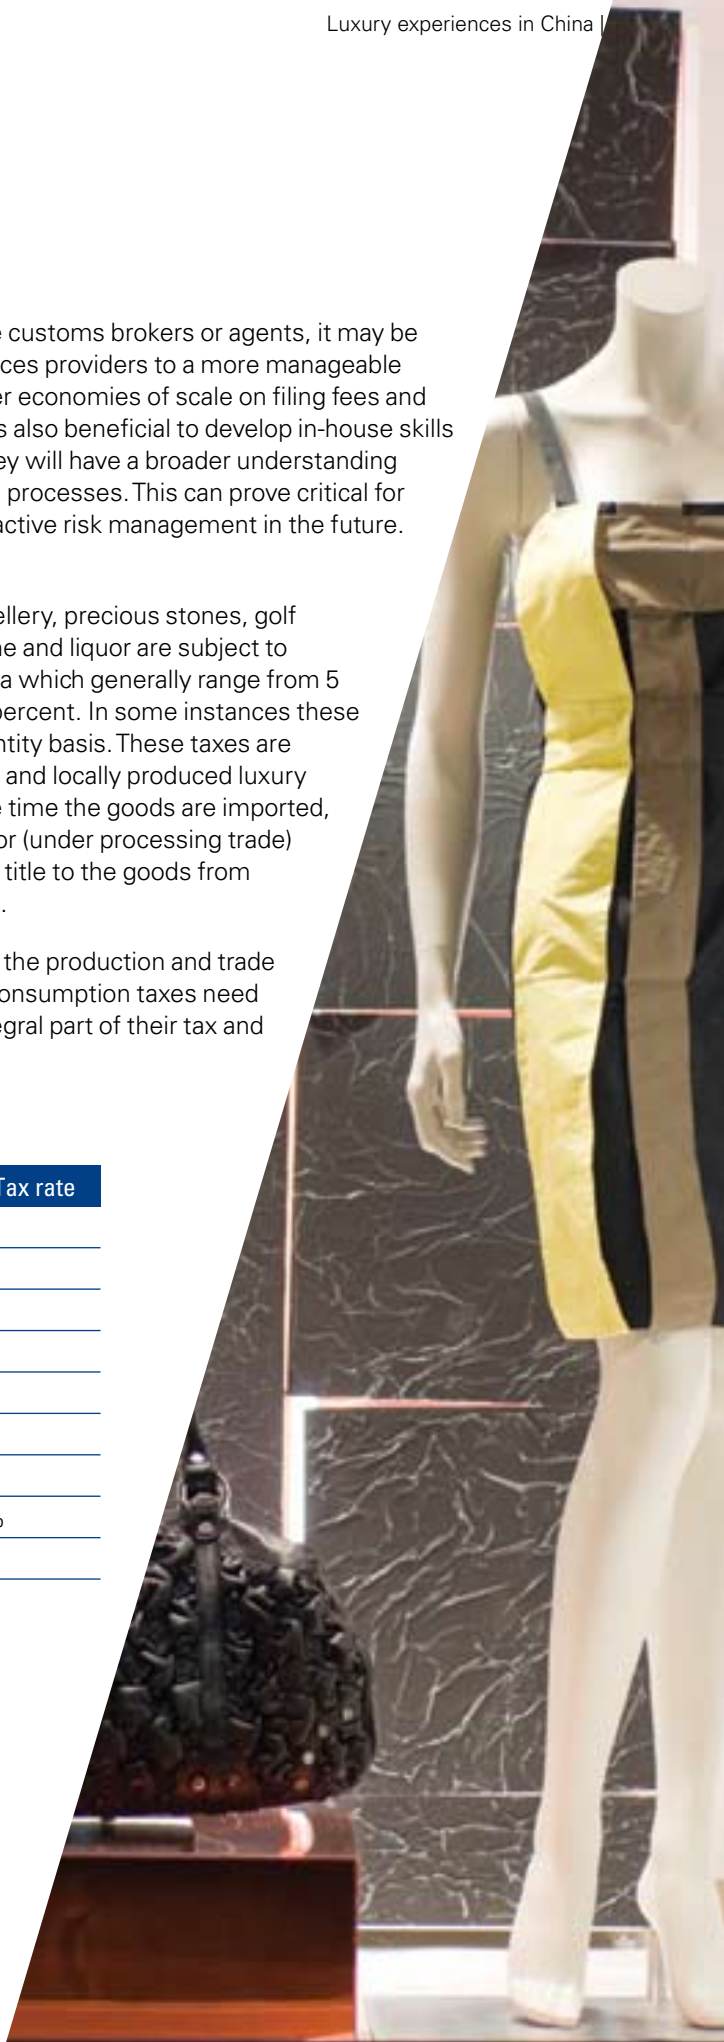 Luxury experiences in China |
customs brokers or agents, it may be
ces providers to a more manageable
er economies of scale on filing fees and
s also beneficial to develop in-house skills
ey will have a broader understanding
processes. This can prove critical for
active risk management in the future.
ellery, precious stones, golf
ne and liquor are subject to
a which generally range from 5
percent. In some instances these
ntity basis. These taxes are
and locally produced luxury
e time the goods are imported,
or (under processing trade)
title to the goods from
.
the production and trade
onsumption taxes need
egral part of their tax and
Tax rate